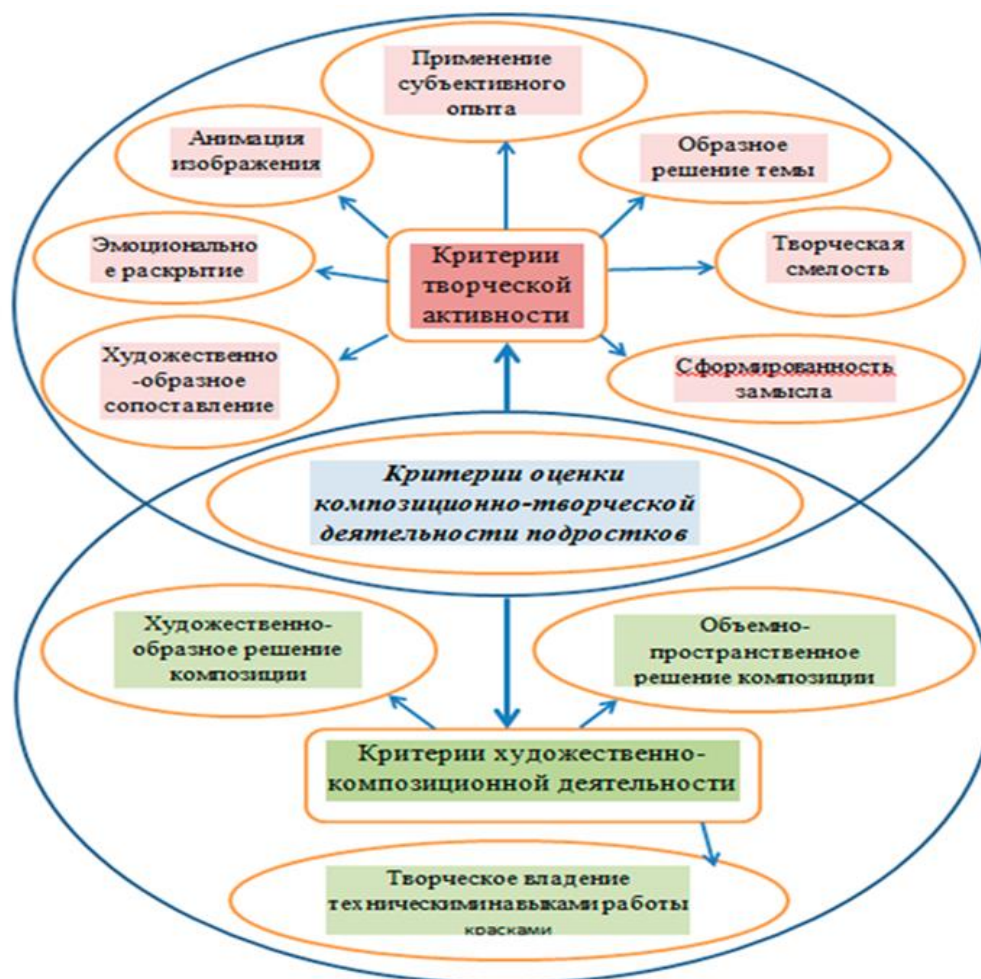 Применение
субъективного
опыта
Анимация
изображения
Образное
решение темы
Эмоционально
е раскрытие
Критерии
творческой
активности
Творческая
смелость
Художественно
-образное
сопоставление
Сформированность
замысла
Критерии оценки
композиционно-творческой
деятельности подростков
Художественно-
образное решение
композиции
Объемно-
пространственное
решение композиции
Критерии художественно-
композиционной деятельности
Творческое владение
техническими навыками работы
красками